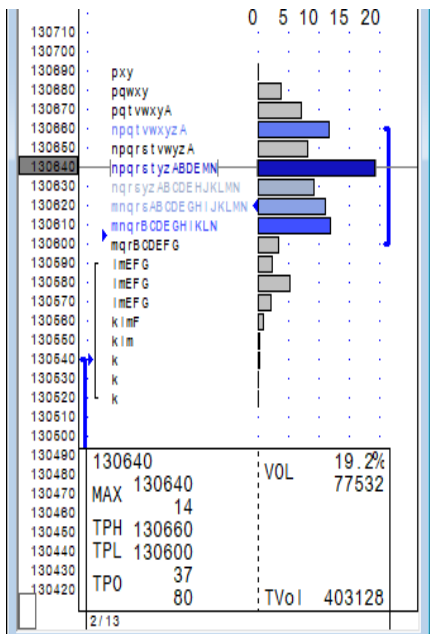 0 5 10 15 20
130710
130700
130690 pxy
130680 pqwxy
130670 pqtvwxyA
130660 npqtvwxyzA
130650 npqrstvwyzA
130640 npqrstyzABDEMN
130630 nqrsyzABCDEHJKLMN
130620 mnqrsABCDEGHIJKLMN
130610 mnqrBCDEGHIKLN
130600 mqrBCDEFG
130590 lmEFG
130580 lmEFG
130570 lmEFG
130560 klmF
130550 klm
130540 k
130530 k
130520 k
130510
130500
130490 130640 VOL 19.2%
130480 MAX 130640 77532
130470 14
130460 TPH 130660
130450 TPL 130600
130440
130430 TPO 37
130420 80 TVol 403128
2/13